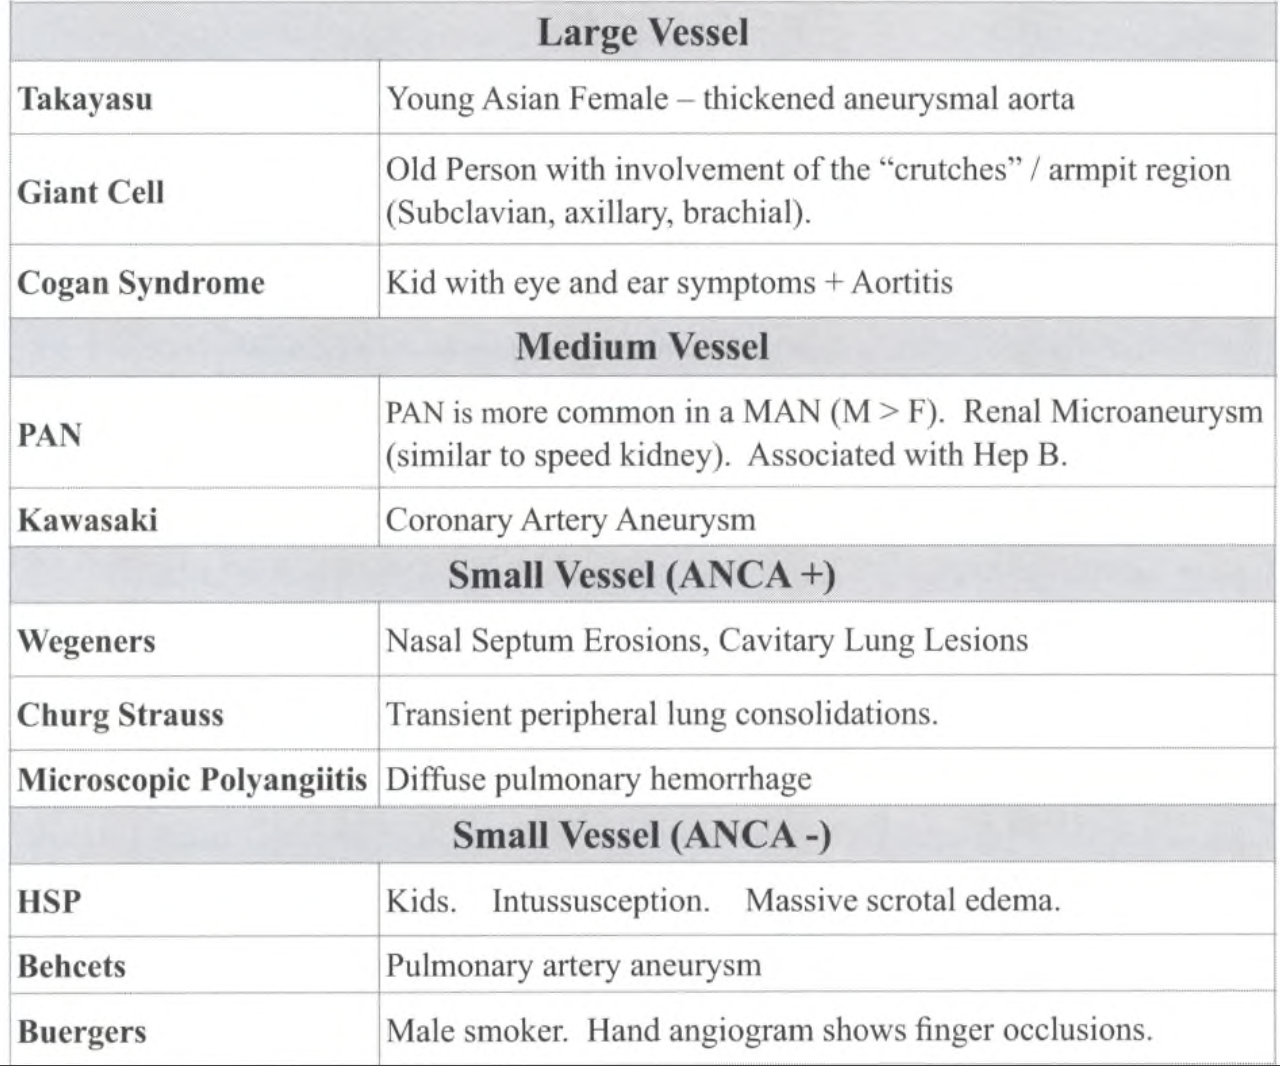 Large Vessel
Takayasu
Young Asian Female – thickened aneurysmal aorta
Giant Cell
Old Person with involvement of the “crutches” / armpit region
(Subclavian, axillary, brachial).
Cogan Syndrome
Kid with eye and ear symptoms + Aortitis
Medium Vessel
PAN
PAN is more common in a MAN (M > F). Renal Microaneurysm
(similar to speed kidney). Associated with Hep B.
Kawasaki
Coronary Artery Aneurysm
Small Vessel (ANCA +)
Wegeners
Nasal Septum Erosions, Cavitary Lung Lesions
Churg Strauss
Transient peripheral lung consolidations.
Microscopic Polyangiitis
Diffuse pulmonary hemorrhage
Small Vessel (ANCA -)
HSP
Kids. Intussusception. Massive scrotal edema.
Behcets
Pulmonary artery aneurysm
Buergers
Male smoker. Hand angiogram shows finger occlusions.